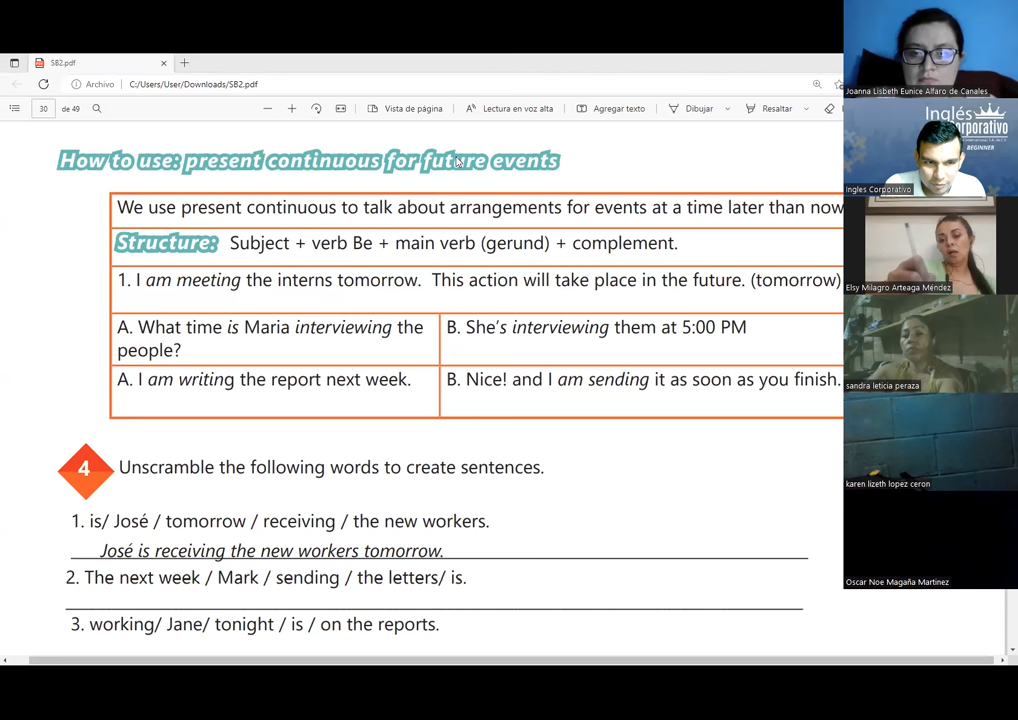 SB2.pdf
Archivo
C:/Users/User/Downloads/SB2.pdf
30 de 49
Vista de página
Lectura en voz alta
Agregar texto
Dibujar
Resaltar
How to use: present continuous for future events
We use present continuous to talk about arrangements for events at a time later than now
Structure: Subject + verb Be + main verb (gerund) + complement.
1. I am meeting the interns tomorrow. This action will take place in the future. (tomorrow)
A. What time is Maria interviewing the people?
B. She's interviewing them at 5:00 PM
A. I am writing the report next week.
B. Nice! and I am sending it as soon as you finish.
4 Unscramble the following words to create sentences.
1. is/ José / tomorrow / receiving / the new workers.
José is receiving the new workers tomorrow.
2. The next week / Mark / sending / the letters/ is.
3. working/ Jane/ tonight / is / on the reports.
Joanna Lisbeth Eunice Alfaro de Canales
Inglés
Corporativo
BEGINNER
Ingles Corporativo
Elsy Milagro Arteaga Méndez
sandra leticia peraza
karen lizeth lopez ceron
Oscar Noe Magaña Martinez